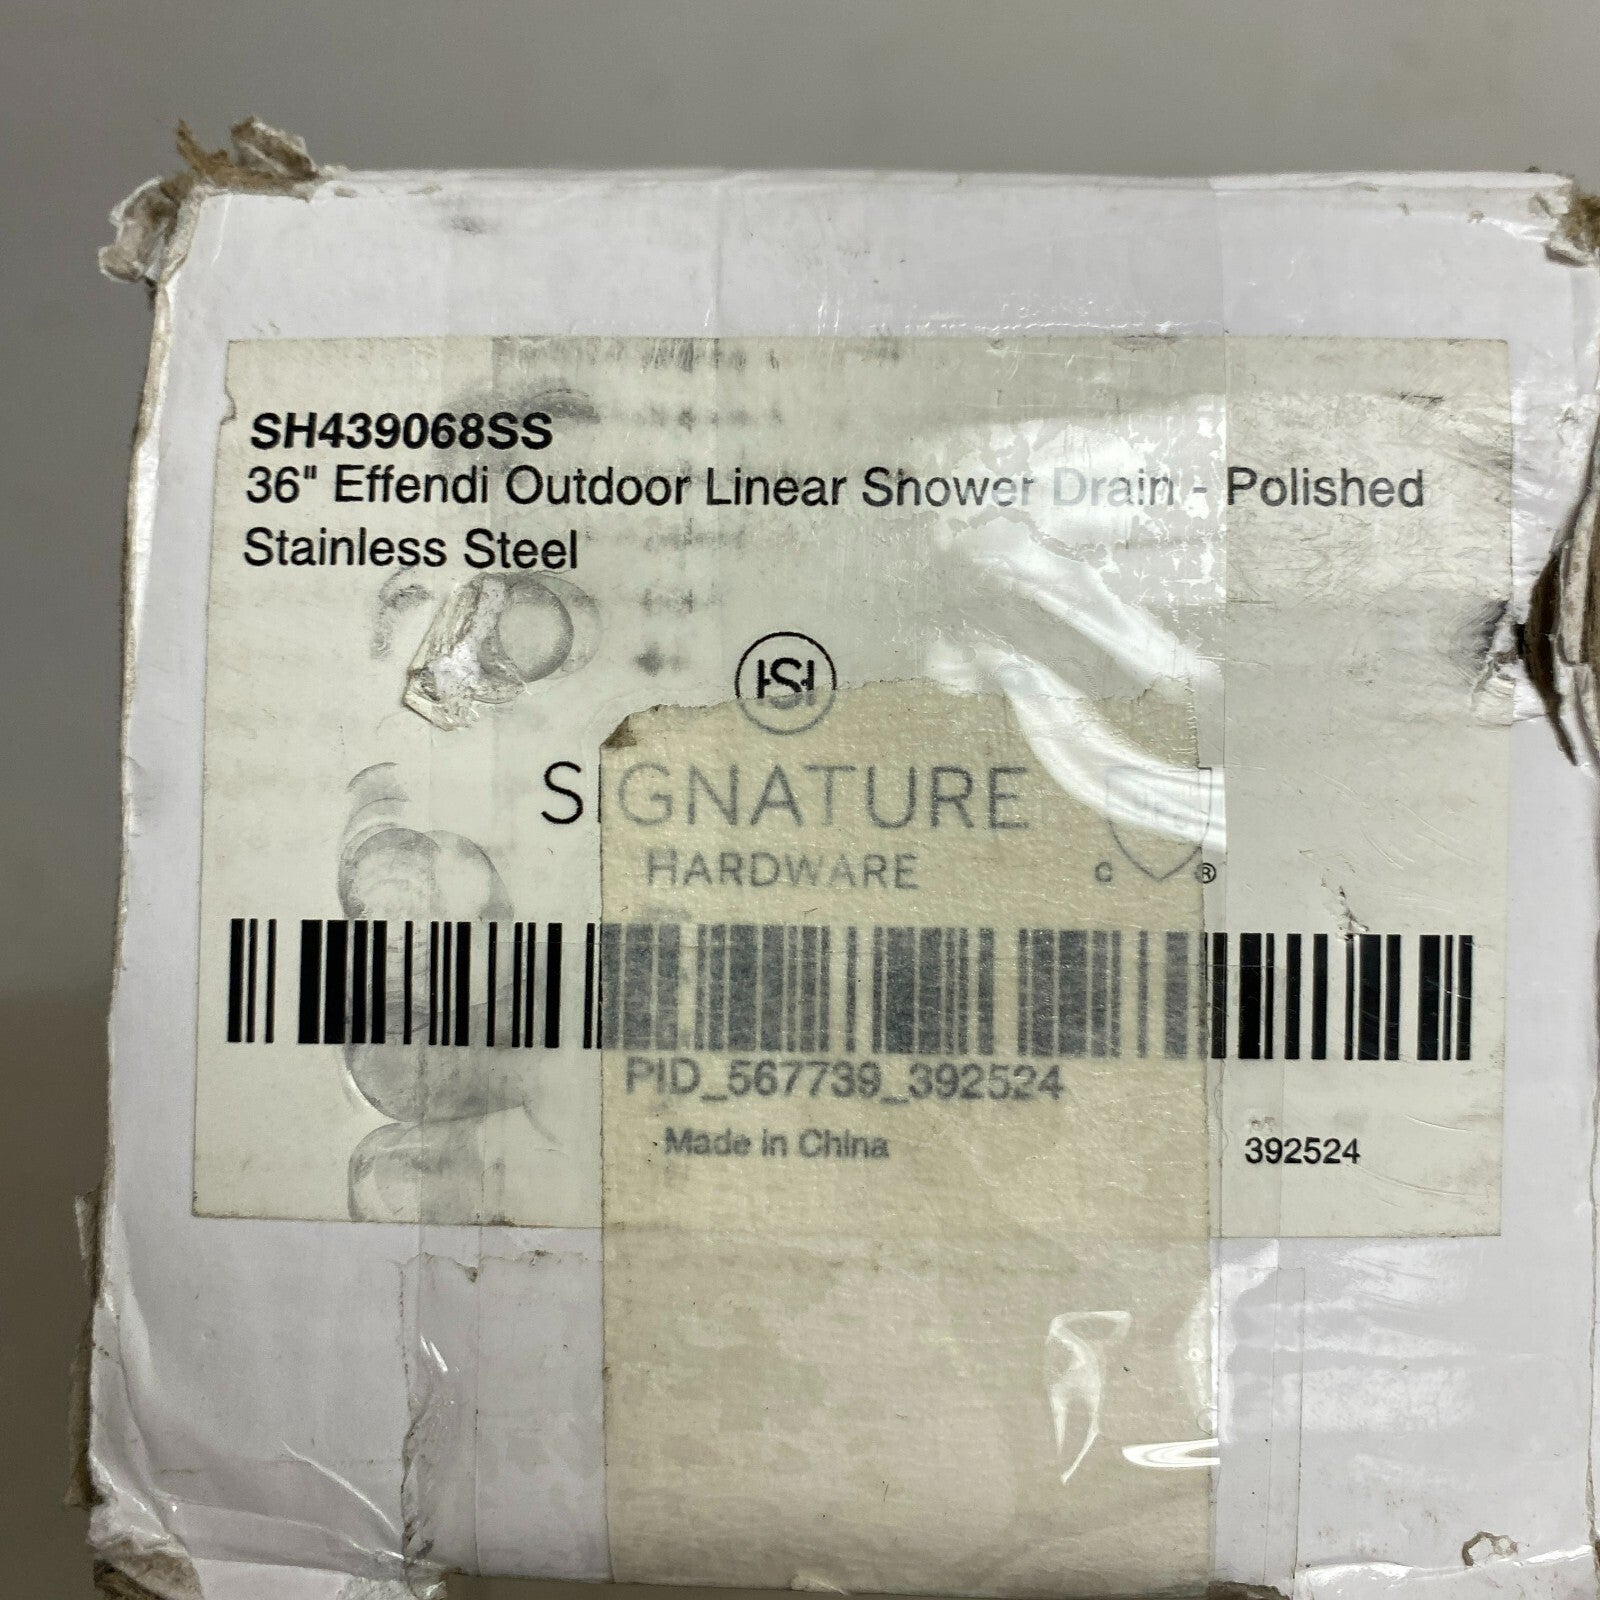 SH439068SS
36" Effendi Outdoor Linear Shower Drain - Polished
Stainless Steel
SIGNATURE
HARDWARE
C ®
PID_567739_392524
Made in China
392524